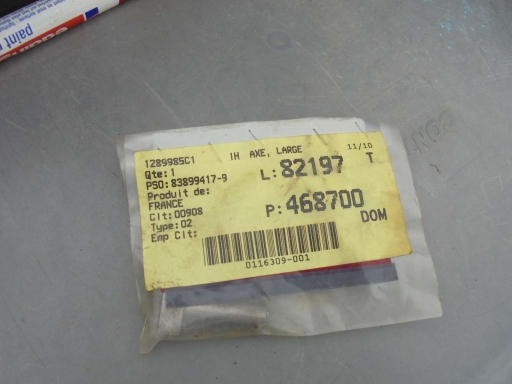 paint
1289985C1 IH AXE, LARGE 11/10
Qte: 1 L: 82197 T
PSO: 83899417-9
Produit de:
FRANCE P: 468700 DOM
Clt: 00908
Type: 02
Emp Clt:
0116309-001